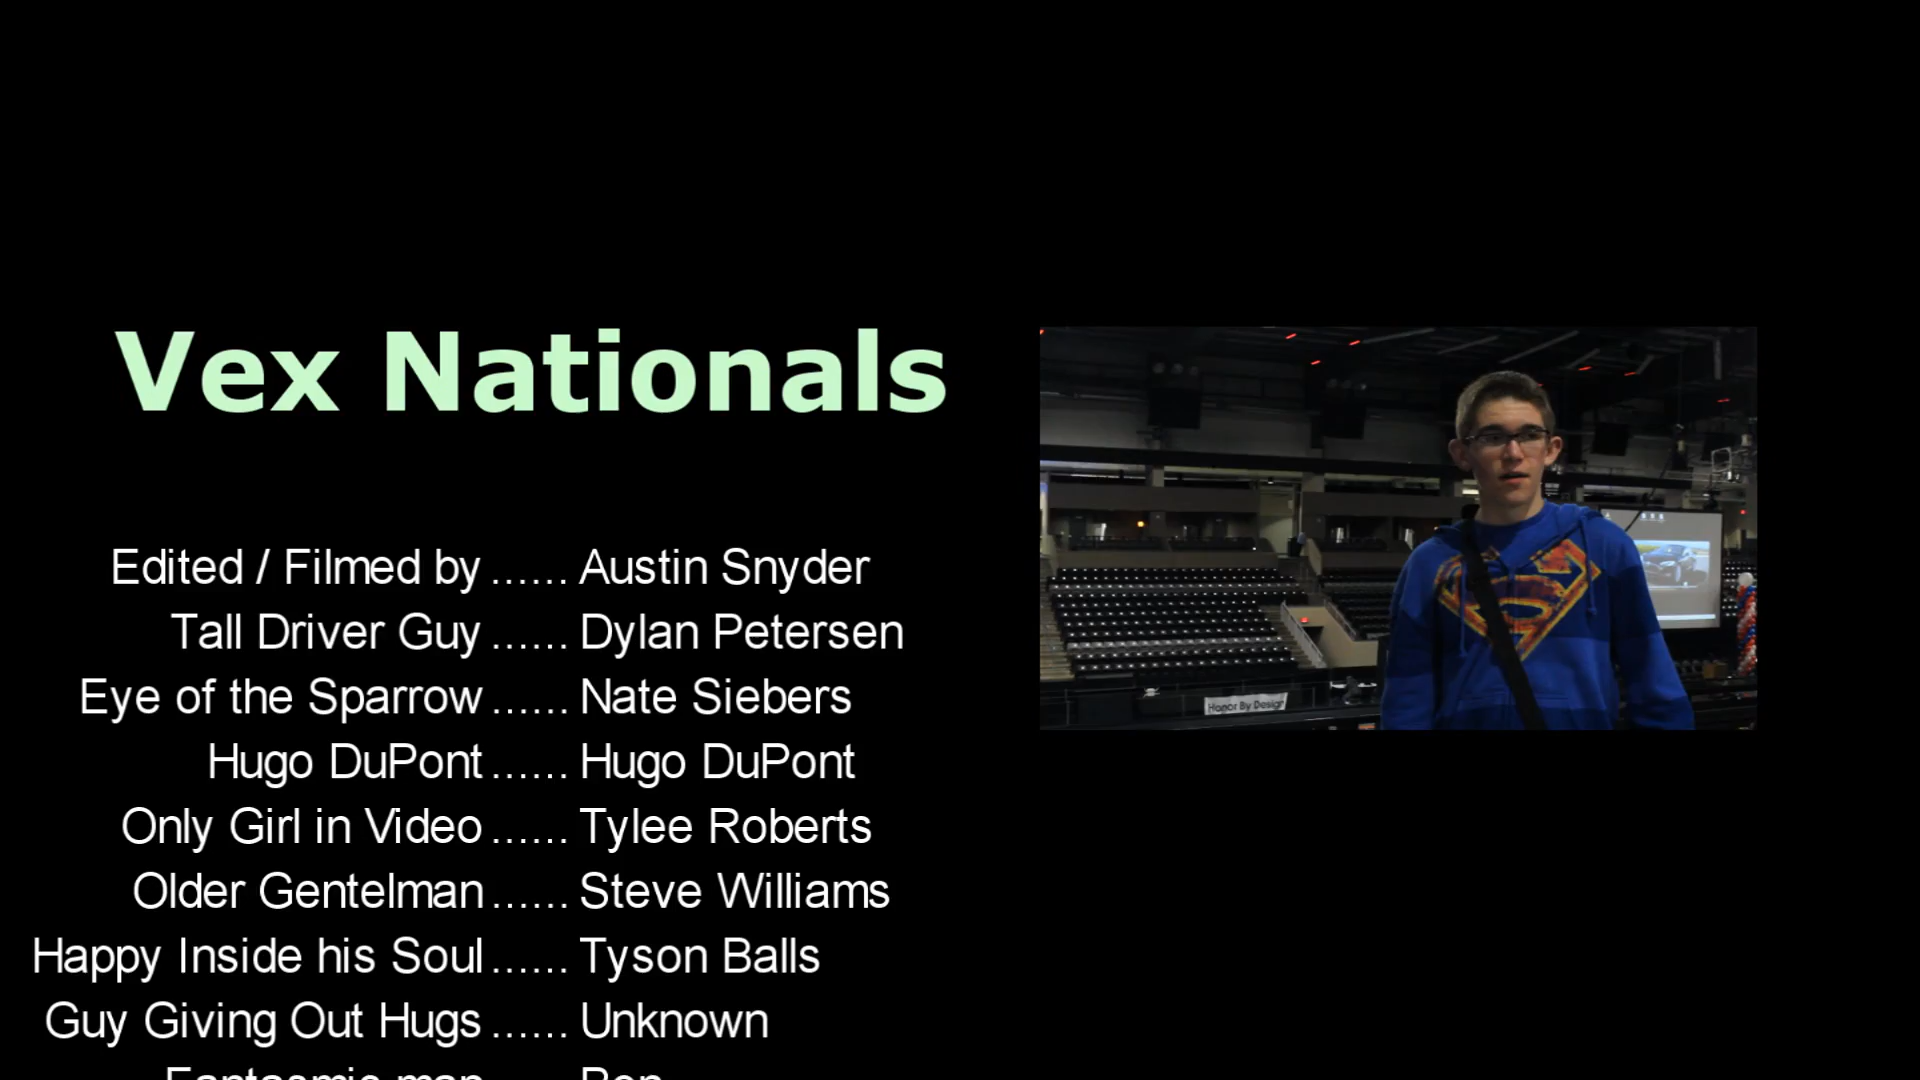 Vex Nationals
Edited / Filmed by ...... Austin Snyder
Tall Driver Guy ...... Dylan Petersen
Eye of the Sparrow ...... Nate Siebers
Hugo DuPont ...... Hugo DuPont
Only Girl in Video ...... Tylee Roberts
Older Gentelman ...... Steve Williams
Happy Inside his Soul ...... Tyson Balls
Guy Giving Out Hugs ...... Unknown
Honor By Design